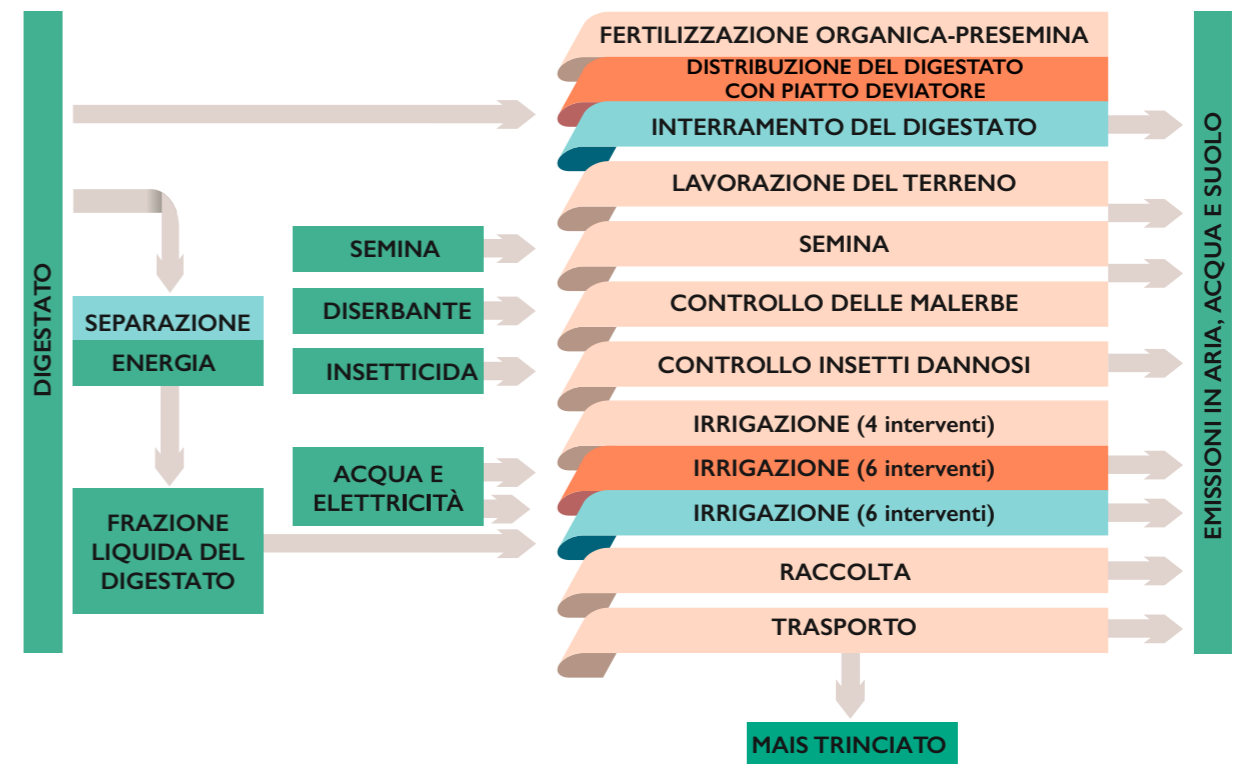 DIGESTATO
SEPARAZIONE
ENERGIA
FRAZIONE
LIQUIDA DEL
DIGESTATO
SEMINA
DISERBANTE
INSETTICIDA
ACQUA E
ELETTRICITÀ
FERTILIZZAZIONE ORGANICA-PRESEMINA
DISTRIBUZIONE DEL DIGESTATO
CON PIATTO DEVIATORE
INTERRAMENTO DEL DIGESTATO
LAVORAZIONE DEL TERRENO
SEMINA
CONTROLLO DELLE MALERBE
CONTROLLO INSETTI DANNOSI
IRRIGAZIONE (4 interventi)
IRRIGAZIONE (6 interventi)
IRRIGAZIONE (6 interventi)
RACCOLTA
TRASPORTO
MAIS TRINCIATO
EMISSIONI IN ARIA, ACQUA E SUOLO